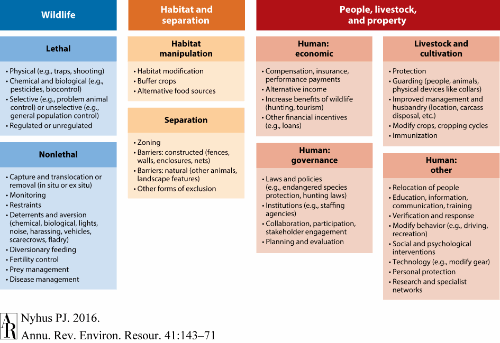 Wildlife
Lethal
• Physical (e.g., traps, shooting)
• Chemical and biological (e.g.,
pesticides, biocontrol)
• Selective (e.g., problem animal
control) or unselective (e.g.,
general population control)
• Regulated or unregulated
Nonlethal
• Capture and translocation or
removal (in situ or ex situ)
• Monitoring
• Restraints
• Deterrents and aversion
(chemical, biological, lights,
noise, harassing, vehicles,
scarecrows, fladry)
• Diversionary feeding
• Fertility control
• Prey management
• Disease management
Habitat and
separation
Habitat
manipulation
• Habitat modification
• Buffer crops
• Alternative food sources
Separation
• Zoning
• Barriers: constructed (fences,
walls, enclosures, nets)
• Barriers: natural (other animals,
landscape features)
• Other forms of exclusion
People, livestock,
and property
Human:
economic
• Compensation, insurance,
performance payments
• Alternative income
• Increase benefits of wildlife
(hunting, tourism)
• Other financial incentives
(e.g., loans)
Human:
governance
• Laws and policies
(e.g., endangered species
protection, hunting laws)
• Institutions (e.g., staffing
agencies)
• Collaboration, participation,
stakeholder engagement
• Planning and evaluation
Livestock and
cultivation
• Protection
• Guarding (people, animals,
physical devices like collars)
• Improved management and
husbandry (location, carcass
disposal, etc.)
• Modify crops, cropping cycles
• Immunization
Human:
other
• Relocation of people
• Education, information,
communication, training
• Verification and response
• Modify behavior (e.g., driving,
recreation)
• Social and psychological
interventions
• Technology (e.g., modify gear)
• Personal protection
• Research and specialist
networks
AR
Nyhus PJ. 2016.
Annu. Rev. Environ. Resour. 41:143–71